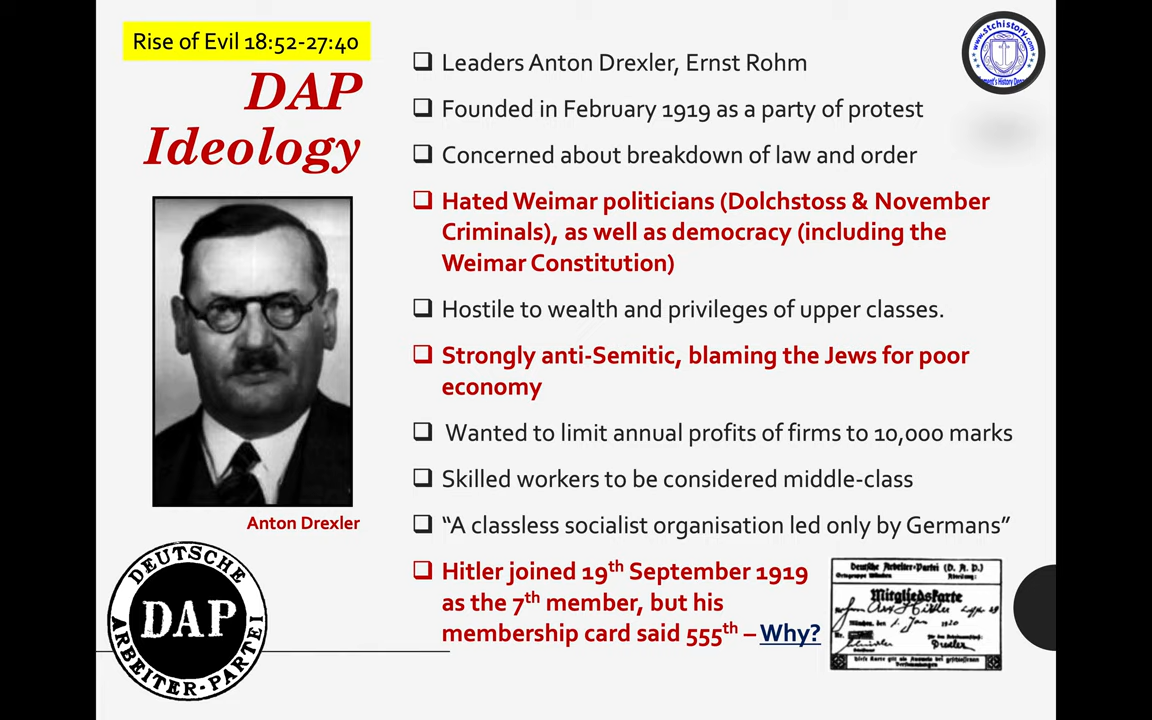 Rise of Evil 18:52-27:40
DAP
Ideology
Anton Drexler
DEUTSCHE
DAP
ARBEITER-PARTEI
Leaders Anton Drexler, Ernst Rohm
Founded in February 1919 as a party of protest
Concerned about breakdown of law and order
Hated Weimar politicians (Dolchstoss & November
Criminals), as well as democracy (including the
Weimar Constitution)
Hostile to wealth and privileges of upper classes.
Strongly anti-Semitic, blaming the Jews for poor
economy
Wanted to limit annual profits of firms to 10,000 marks
Skilled workers to be considered middle-class
“A classless socialist organisation led only by Germans”
Hitler joined 19th September 1919
as the 7th member, but his
membership card said 555th – Why?
www.stchistory.com
Deutsche Arbeiter-Partei (D. A. P.)
Mitgliedskarte
Drexler